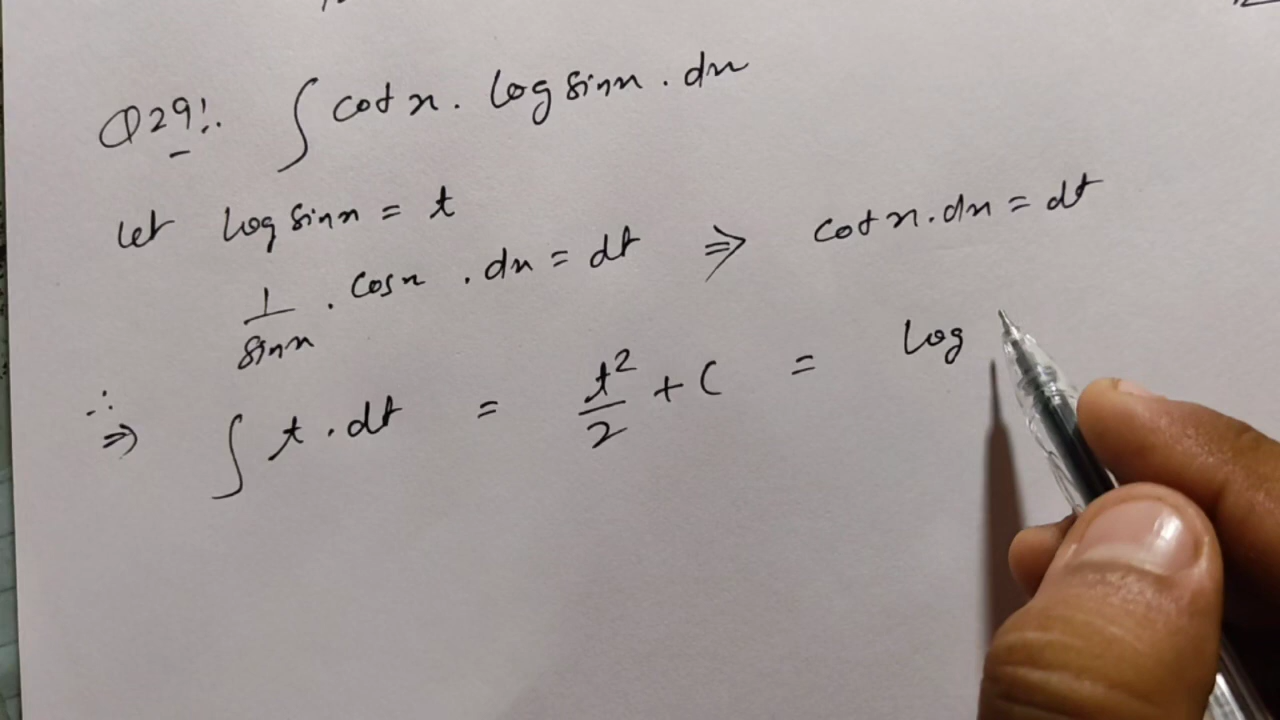 Q29:. ∫ cot x . log sin x . dx
let log sin x = t
1/sin x . cos x . dx = dt ⇒ cot x . dx = dt
∴ ⇒ ∫ t . dt = t²/2 + C = log